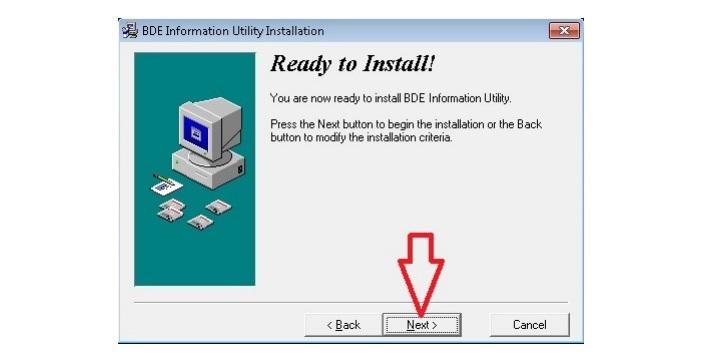 BDE Information Utility Installation
Ready to Install!
You are now ready to install BDE Information Utility.
Press the Next button to begin the installation or the Back
button to modify the installation criteria.
< Back
Next >
Cancel